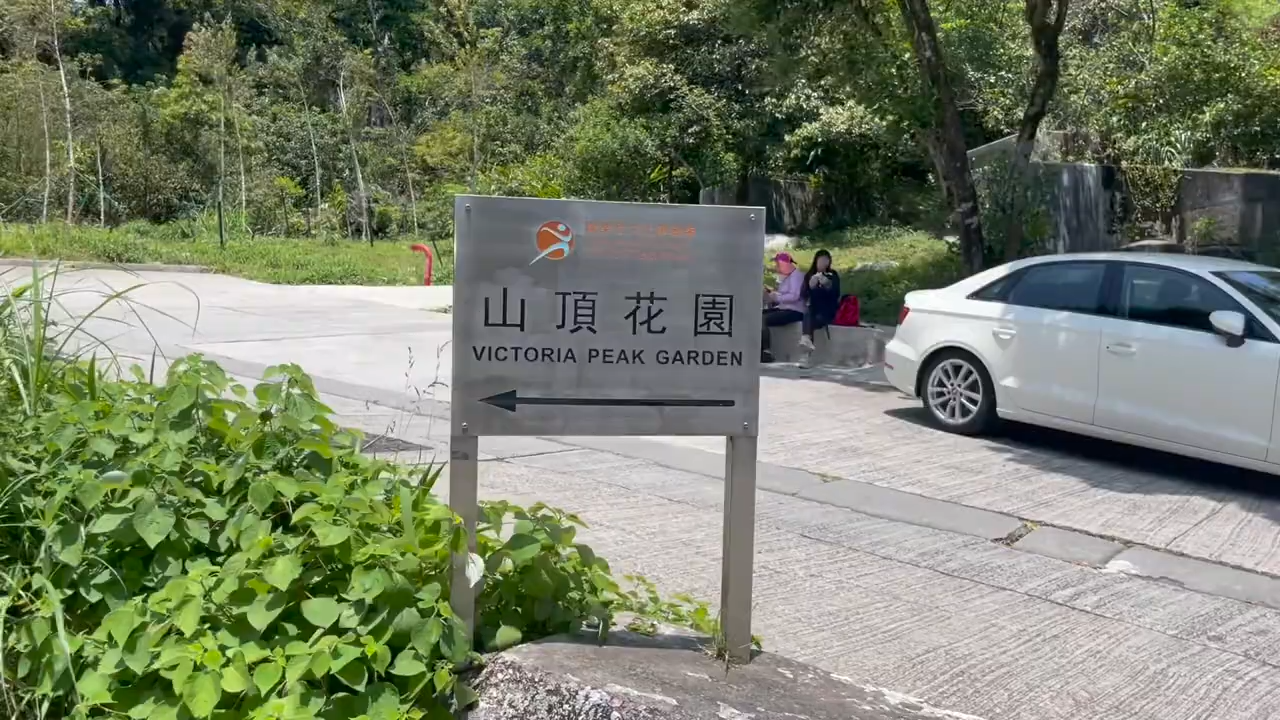 山頂花園
VICTORIA PEAK GARDEN